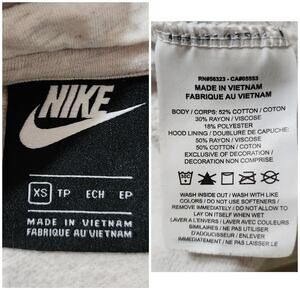 NIKE
XS TP ECH EP
MADE IN VIETNAM
FABRIQUÉ AU VIETNAM
RN#56323 - CA#05553
MADE IN VIETNAM
FABRIQUE AU VIETNAM
BODY / CORPS: 52% COTTON / COTON
30% RAYON / VISCOSE
18% POLYESTER
HOOD LINING / DOUBLURE DE CAPUCHE:
50% RAYON / VISCOSE
50% COTTON / COTON
EXCLUSIVE OF DECORATION /
DECORATION NON COMPRISE
WASH INSIDE OUT / WASH WITH LIKE
COLORS / DO NOT USE SOFTENERS /
REMOVE IMMEDIATELY / DO NOT ALLOW TO
LAY ON ITSELF WHEN WET
LAVER A L'ENVERS / LAVER AVEC COULEURS
SIMILAIRES / NE PAS UTILISER
D'ADOUCISSEUR / ENLEVER
IMMEDIATEMENT / NE PAS LAISSER LE